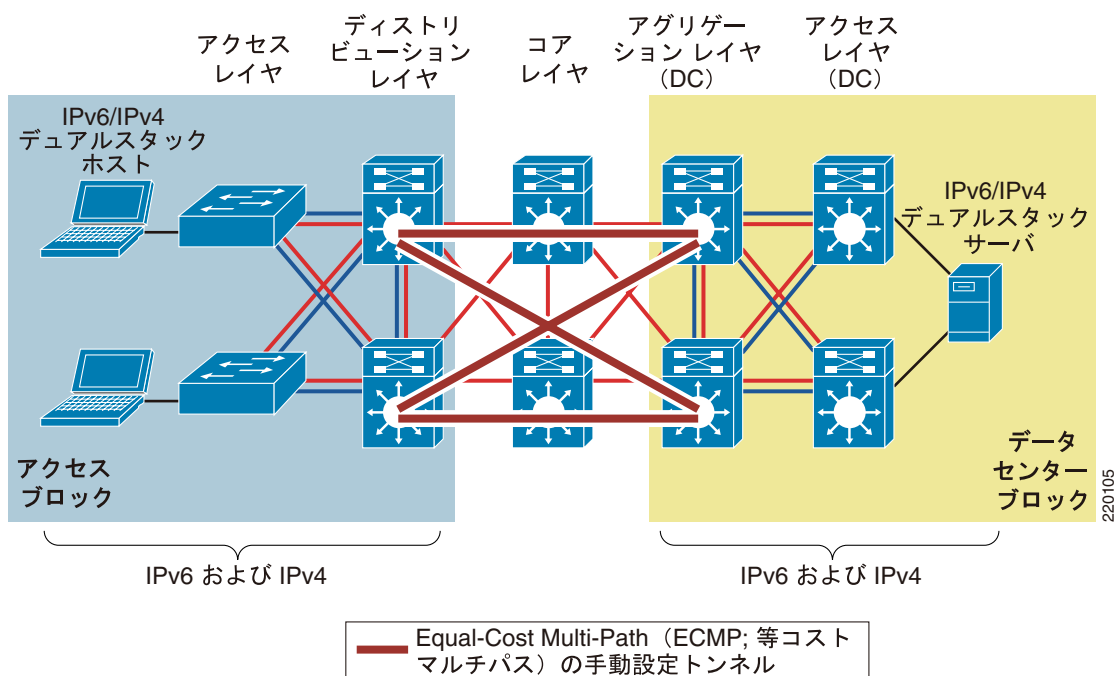 アクセス
レイヤ
ディストリ
ビューション
レイヤ
コア
レイヤ
アグリゲー
ション レイヤ
（DC）
アクセス
レイヤ
（DC）
IPv6/IPv4
デュアルスタック
ホスト
IPv6/IPv4
デュアルスタック
サーバ
アクセス
ブロック
データ
センター
ブロック
220105
IPv6 および IPv4
IPv6 および IPv4
Equal-Cost Multi-Path（ECMP; 等コスト
マルチパス）の手動設定トンネル